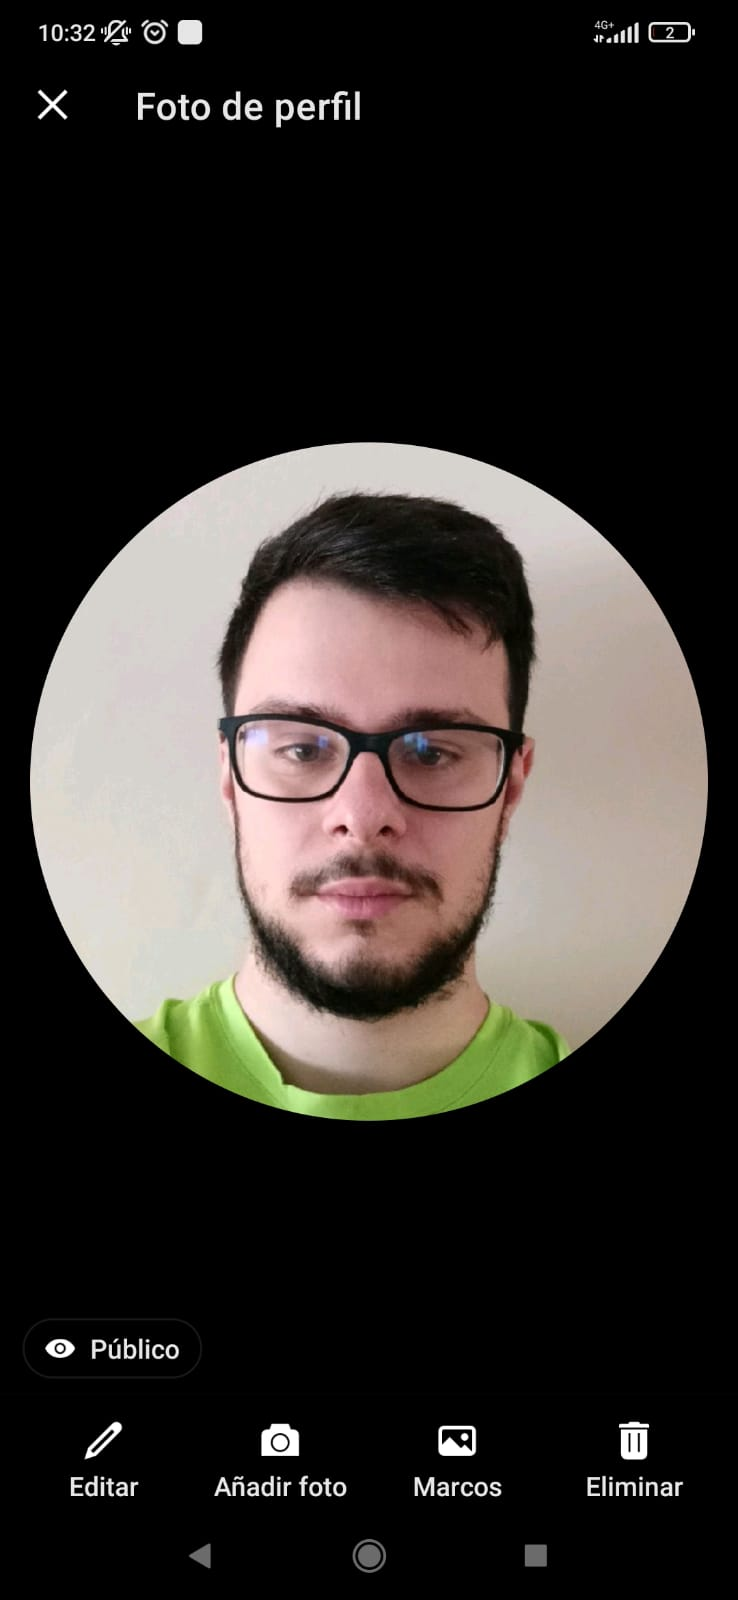 10:32
4G+
2
Foto de perfil
Público
Editar
Añadir foto
Marcos
Eliminar